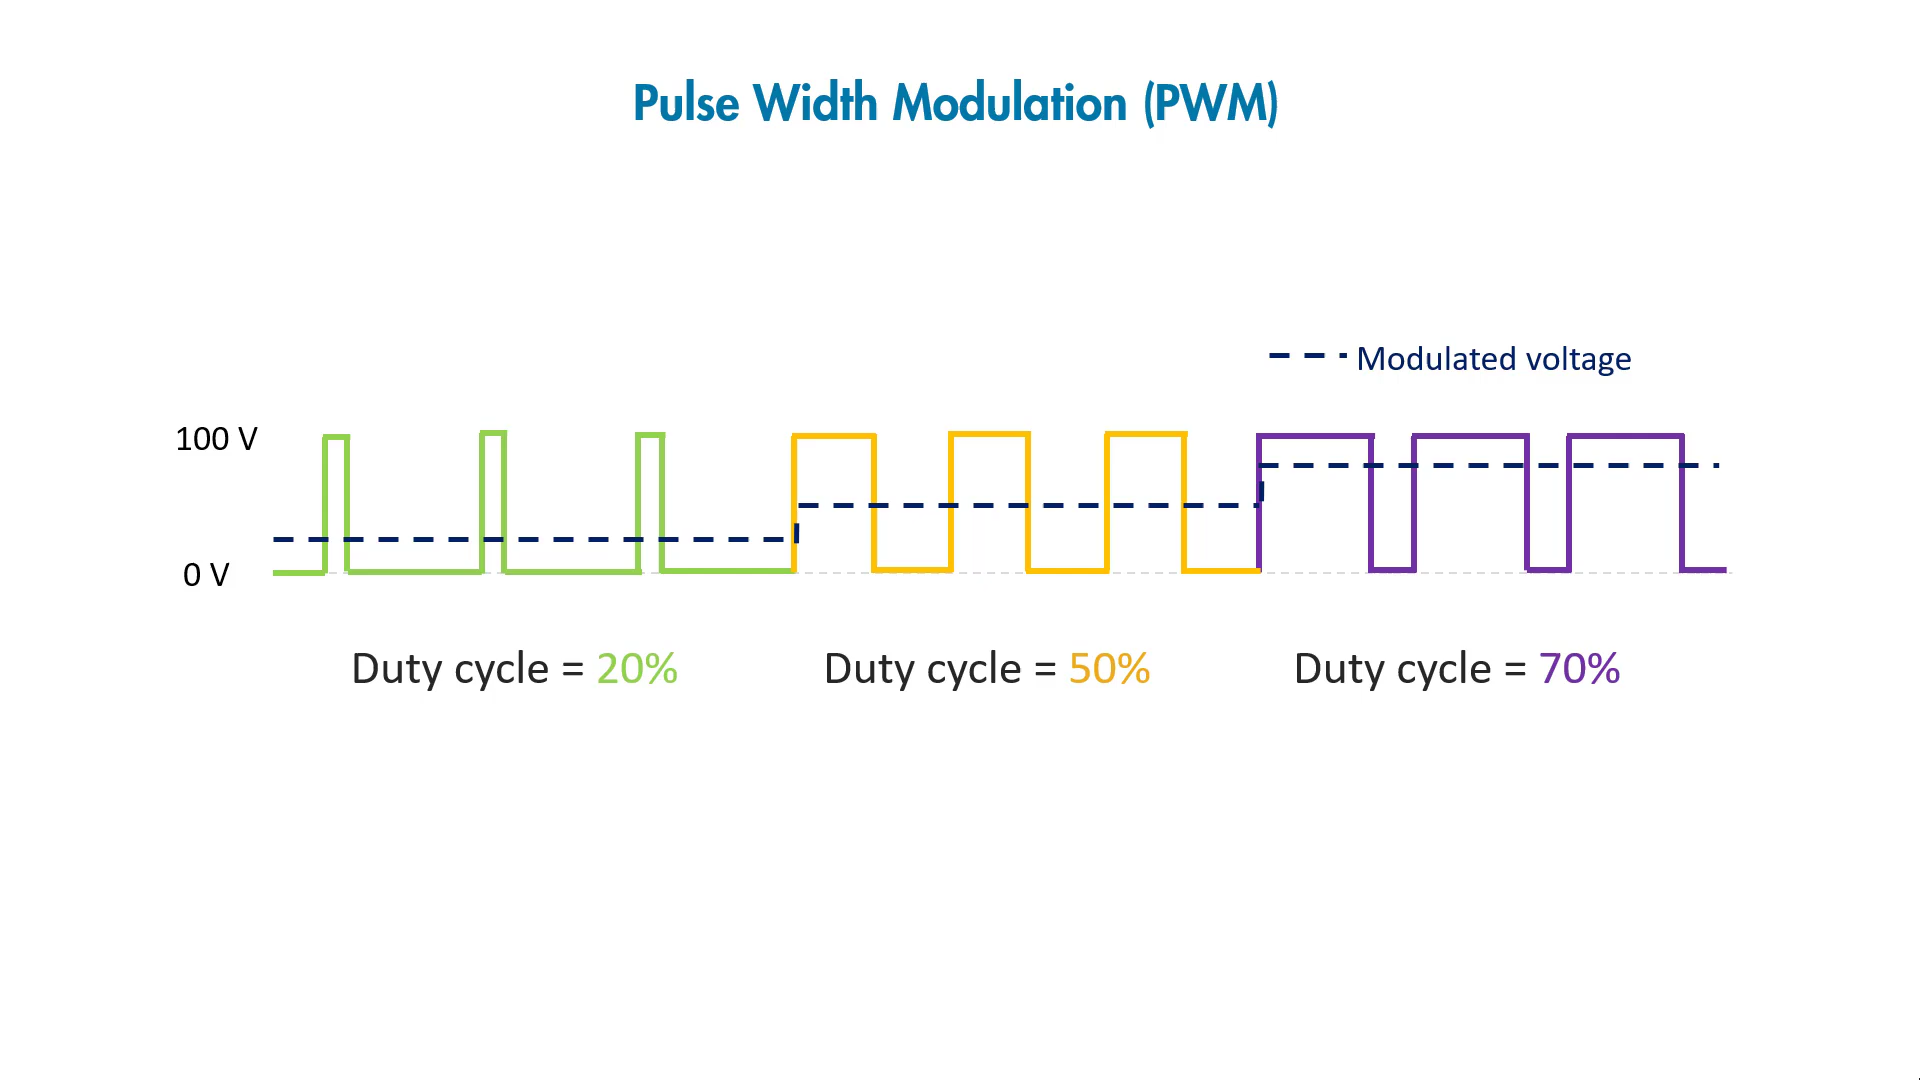 Pulse Width Modulation (PWM)
Modulated voltage
100 V
0 V
Duty cycle = 20%
Duty cycle = 50%
Duty cycle = 70%